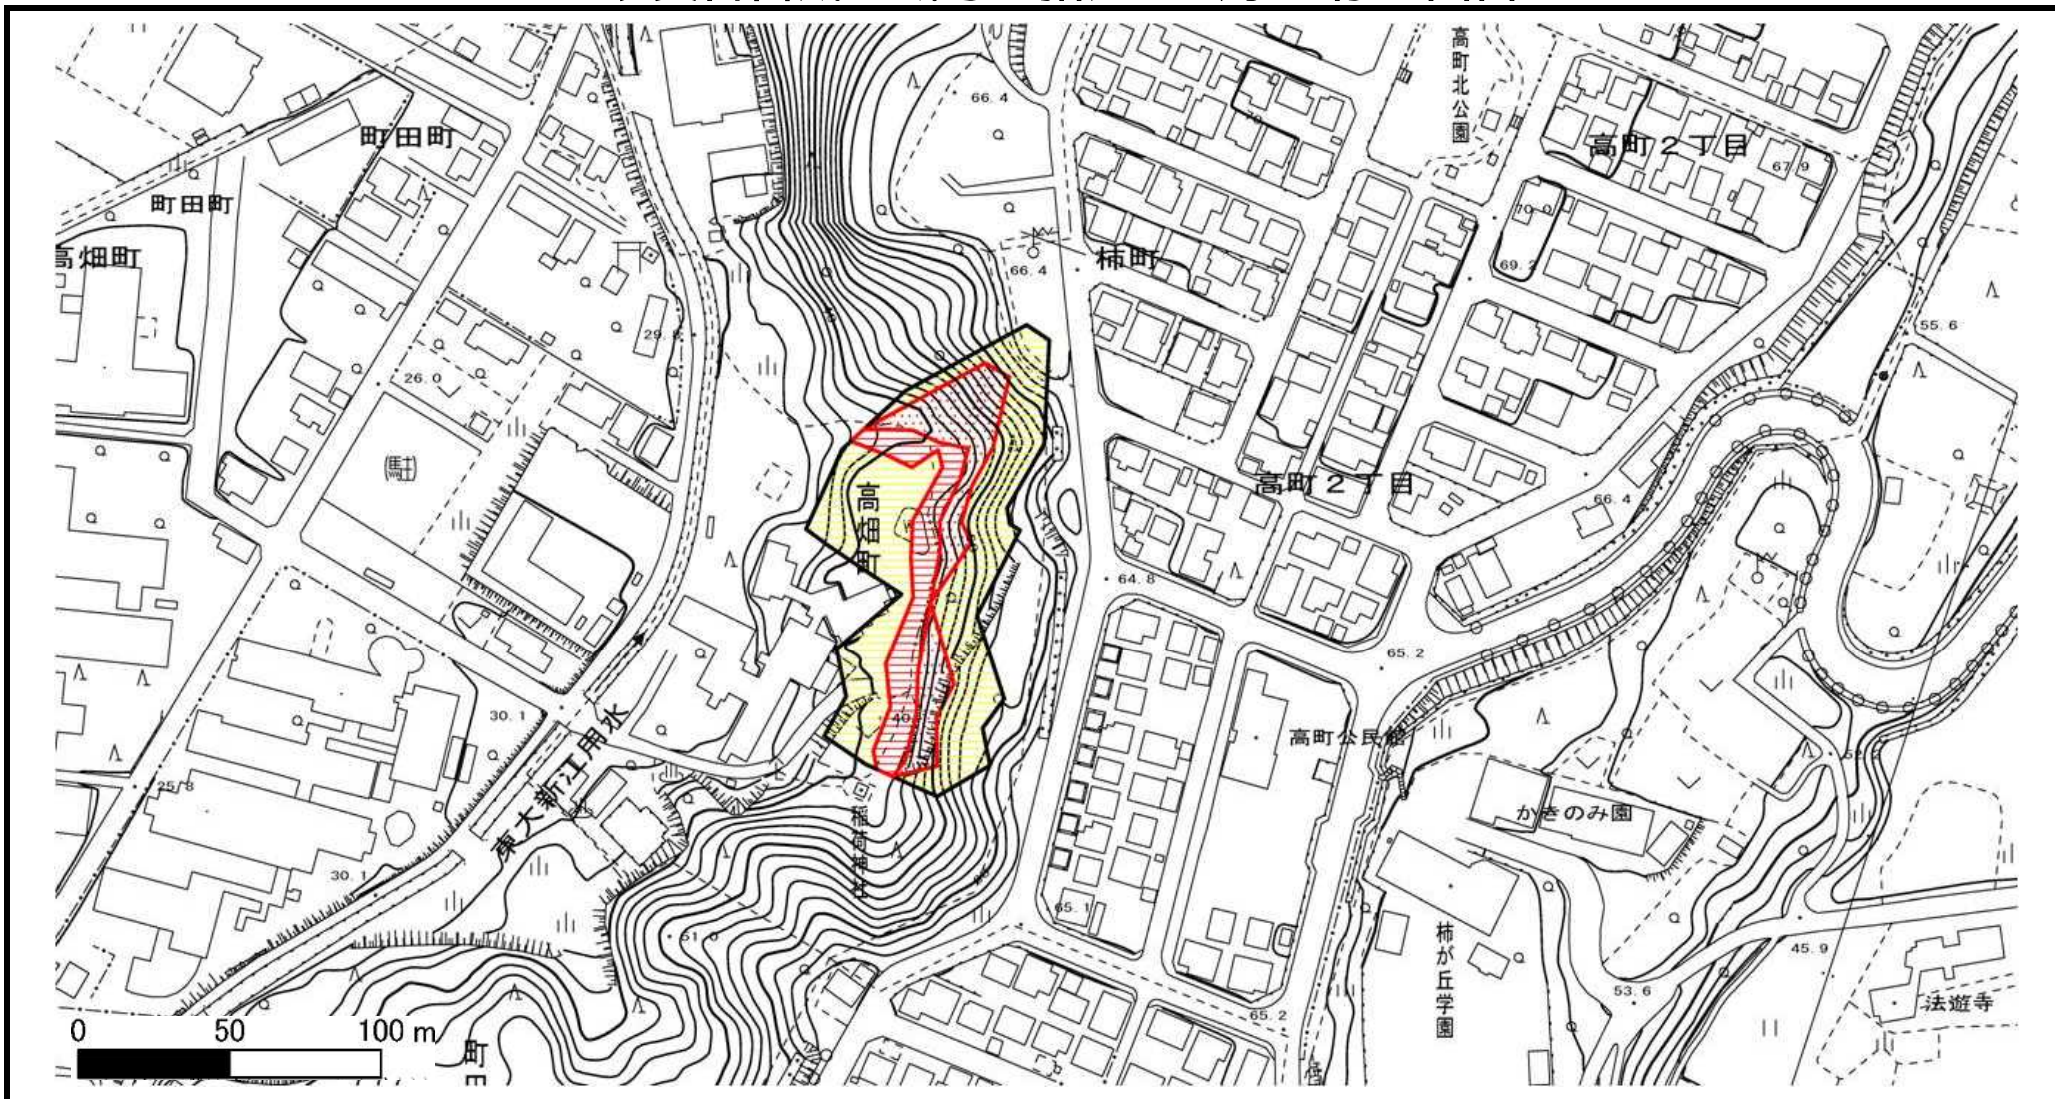 高町北公園
66.4
70
町田町
高町2丁目
67.9
町田町
70.0
高畑町
柿町
66.4
69.2
29.8
55.6
26.0
(駐)
高畑町
高町2丁目
66.4
64.8
65.2
40
30.1
高町公民館
東大新江用水
25.8
かきのみ園
稲荷神社
30.1
65.1
51.0
柿が丘学園
45.9
53.6
法遊寺
65.2
0 50 100 m
町田